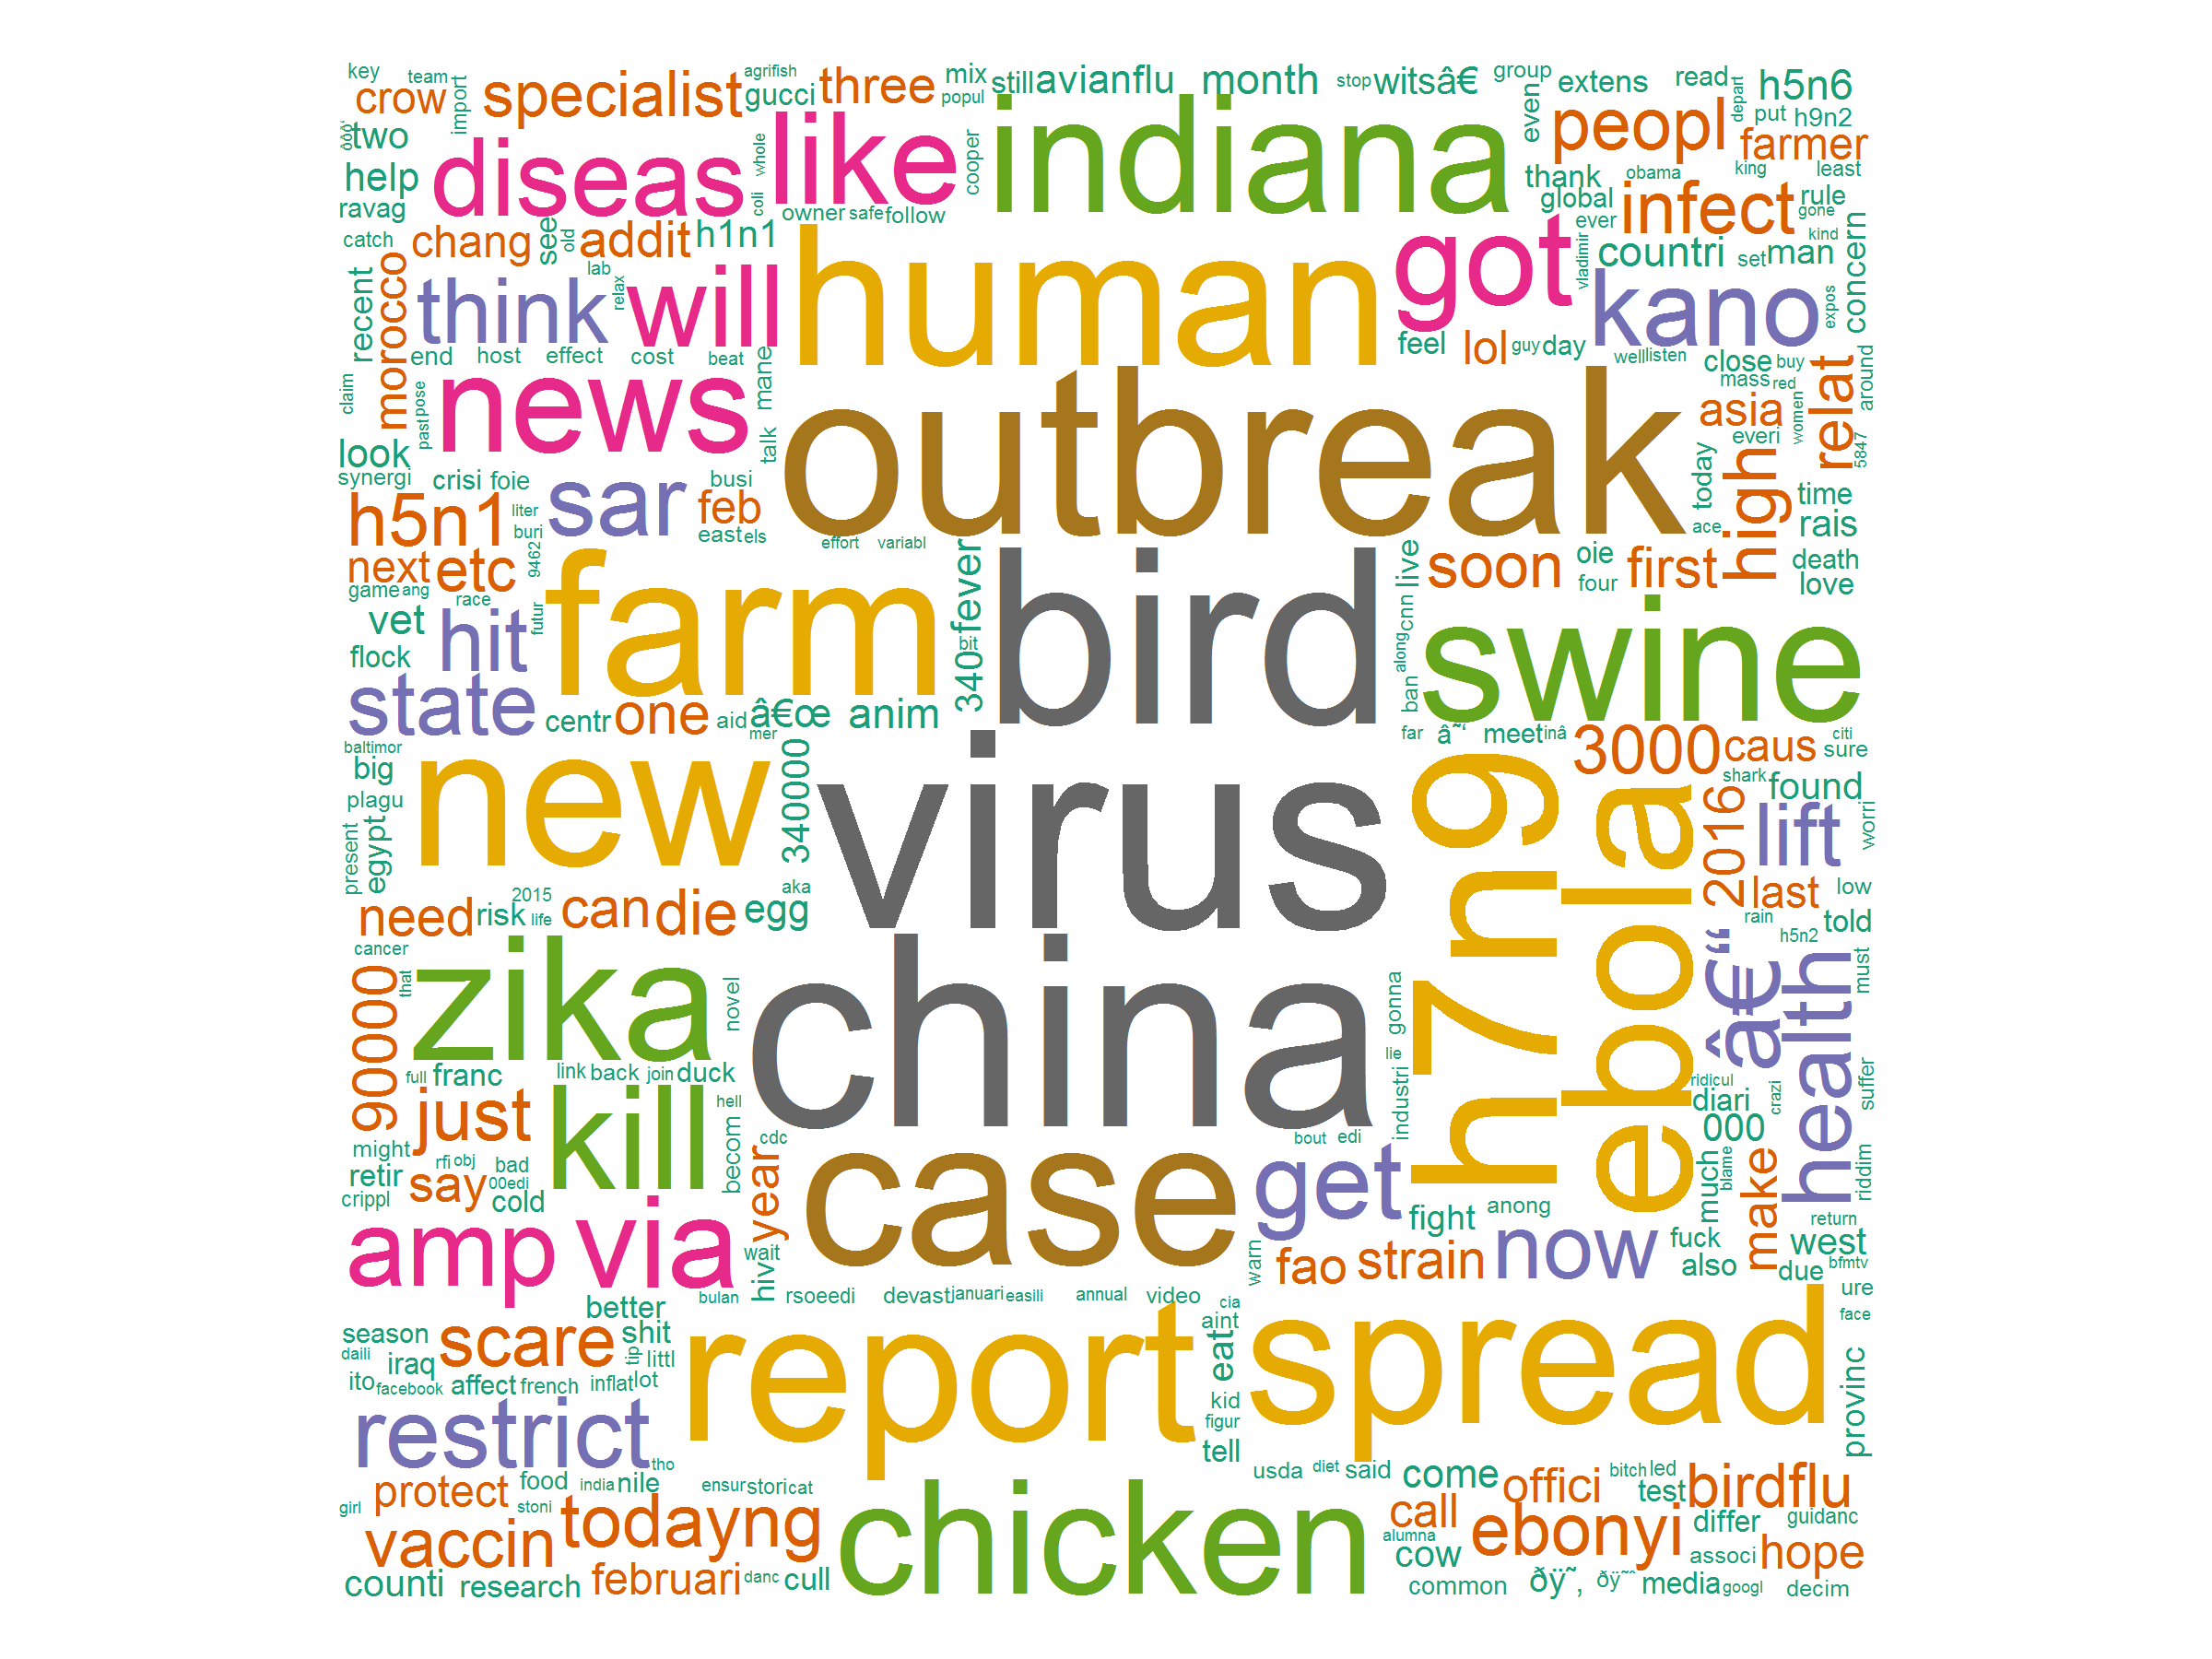 key team import agrifish mix still avianflu month stop witsâ€ group extens read h5n6
crow specialist gucci three popul even peopl depart put h9n2
ôõô' two diseas whole like cooper indiana farmer
help coli thank obama king least
ravag owner safe follow global infect rule gone
catch chang see old addit h1n1 human got ever vladimir countri kind set man concern
recent morocco think lab relax will kano expos
end host effect cost beat feel lol guy day well listen close buy
claim past pose news mane outbreak mass red asia relat around
look talk everi women 5847
synergi crisi foie sar busi today high
h5n1 liter buri feb time
east els ace rais
next etc 9462 effort variabl fever bird live soon oie first death
game ang race farm four love
vet hit futur 340 bit cnn along swine
flock
state centr one aid â€œ mer anim ban
baltimor new virus far â˜' meet inâ h7n9 ebola 3000 caus citi sure
big 340000 shark found
plagu 2016 lift worri
present egypt
2015 aka last low
need risk life can die egg rain told
cancer zika china â€“ h5n2
90000 that novel gonna health must
full franc link back join duck lie ridicul suffer
just kill hell industri diari crazi
might cdc bout edi 000
retir rfi obj bad becom year case get much blame make riddim
say 00edi cold
crippl amp via fight anong return
wait now fuck west
hiv warn fao strain also due bfmtv
bulan rsoeedi devast januari easili annual video cia ure
better report aint spread face
season scare shit
daili iraq tip littl eat provinc
ito facebook affect french inflat lot kid
restrict figur
tell
tho usda diet said come offici bitch led birdflu
protect food india nile ensur stori cat test
girl stoni call guidanc
vaccin todayng chicken alumna ebonyi differ
cow associ hope
counti research februari danc cull common ðŸ˜‚ ðŸ˜ˆ media googl decim